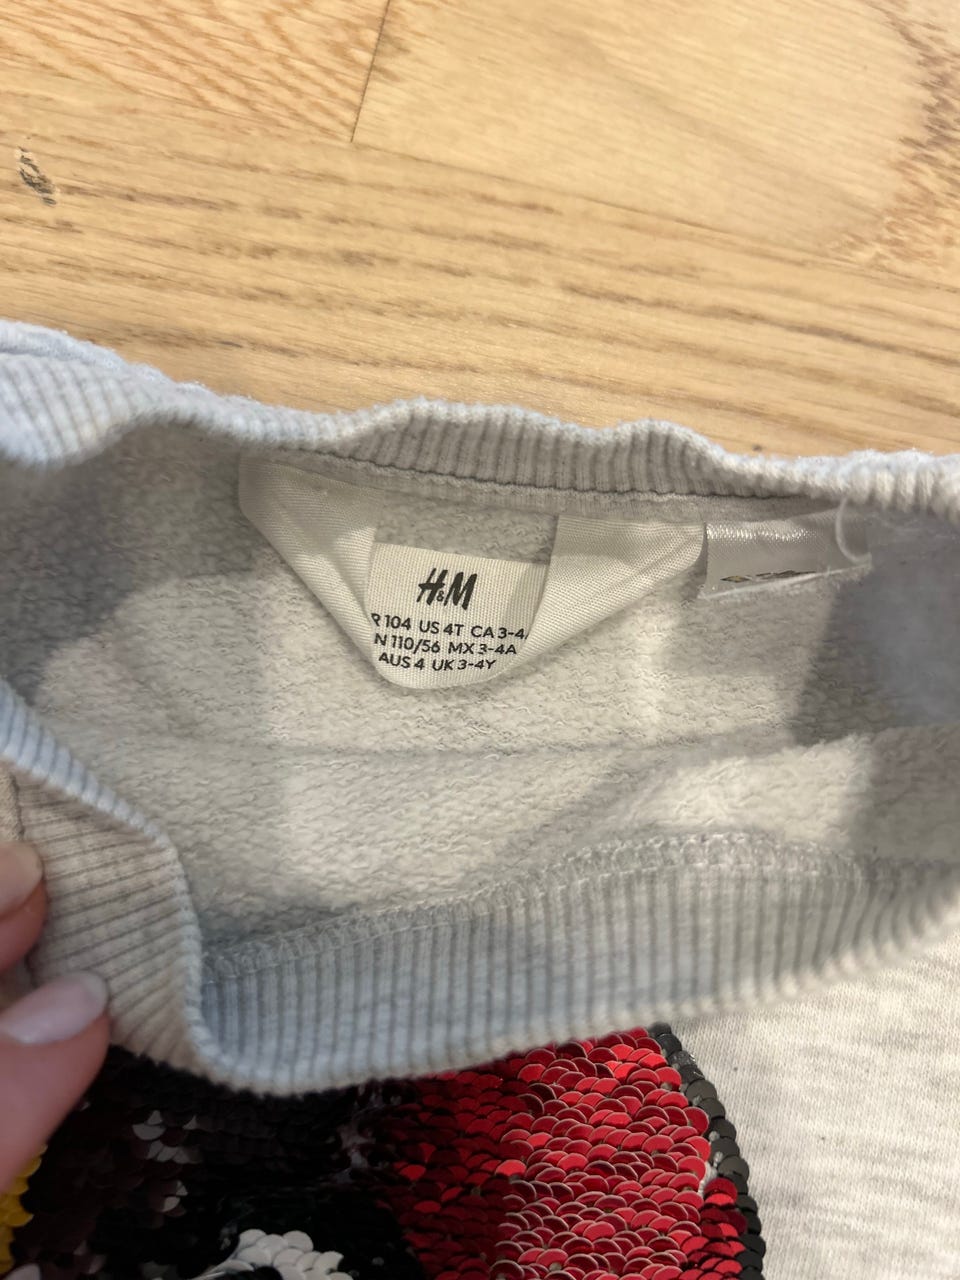 H&M
R 104 US 4T CA 3-4
N 110/56 MX 3-4A
AUS 4 UK 3-4Y